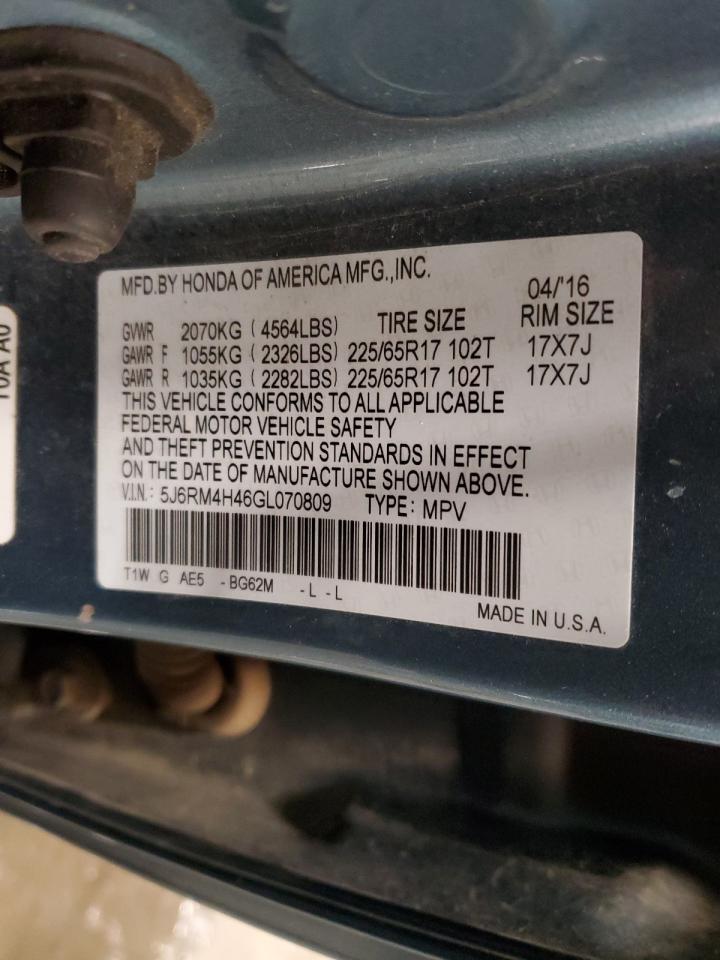 10A A0
MFD.BY HONDA OF AMERICA MFG.,INC.
04/'16
GVWR 2070KG (4564LBS) TIRE SIZE RIM SIZE
GAWR F 1055KG (2326LBS) 225/65R17 102T 17X7J
GAWR R 1035KG (2282LBS) 225/65R17 102T 17X7J
THIS VEHICLE CONFORMS TO ALL APPLICABLE
FEDERAL MOTOR VEHICLE SAFETY
AND THEFT PREVENTION STANDARDS IN EFFECT
ON THE DATE OF MANUFACTURE SHOWN ABOVE.
V.I.N.: 5J6RM4H46GL070809 TYPE: MPV
T1W G AE5 -BG62M -L -L
MADE IN U.S.A.